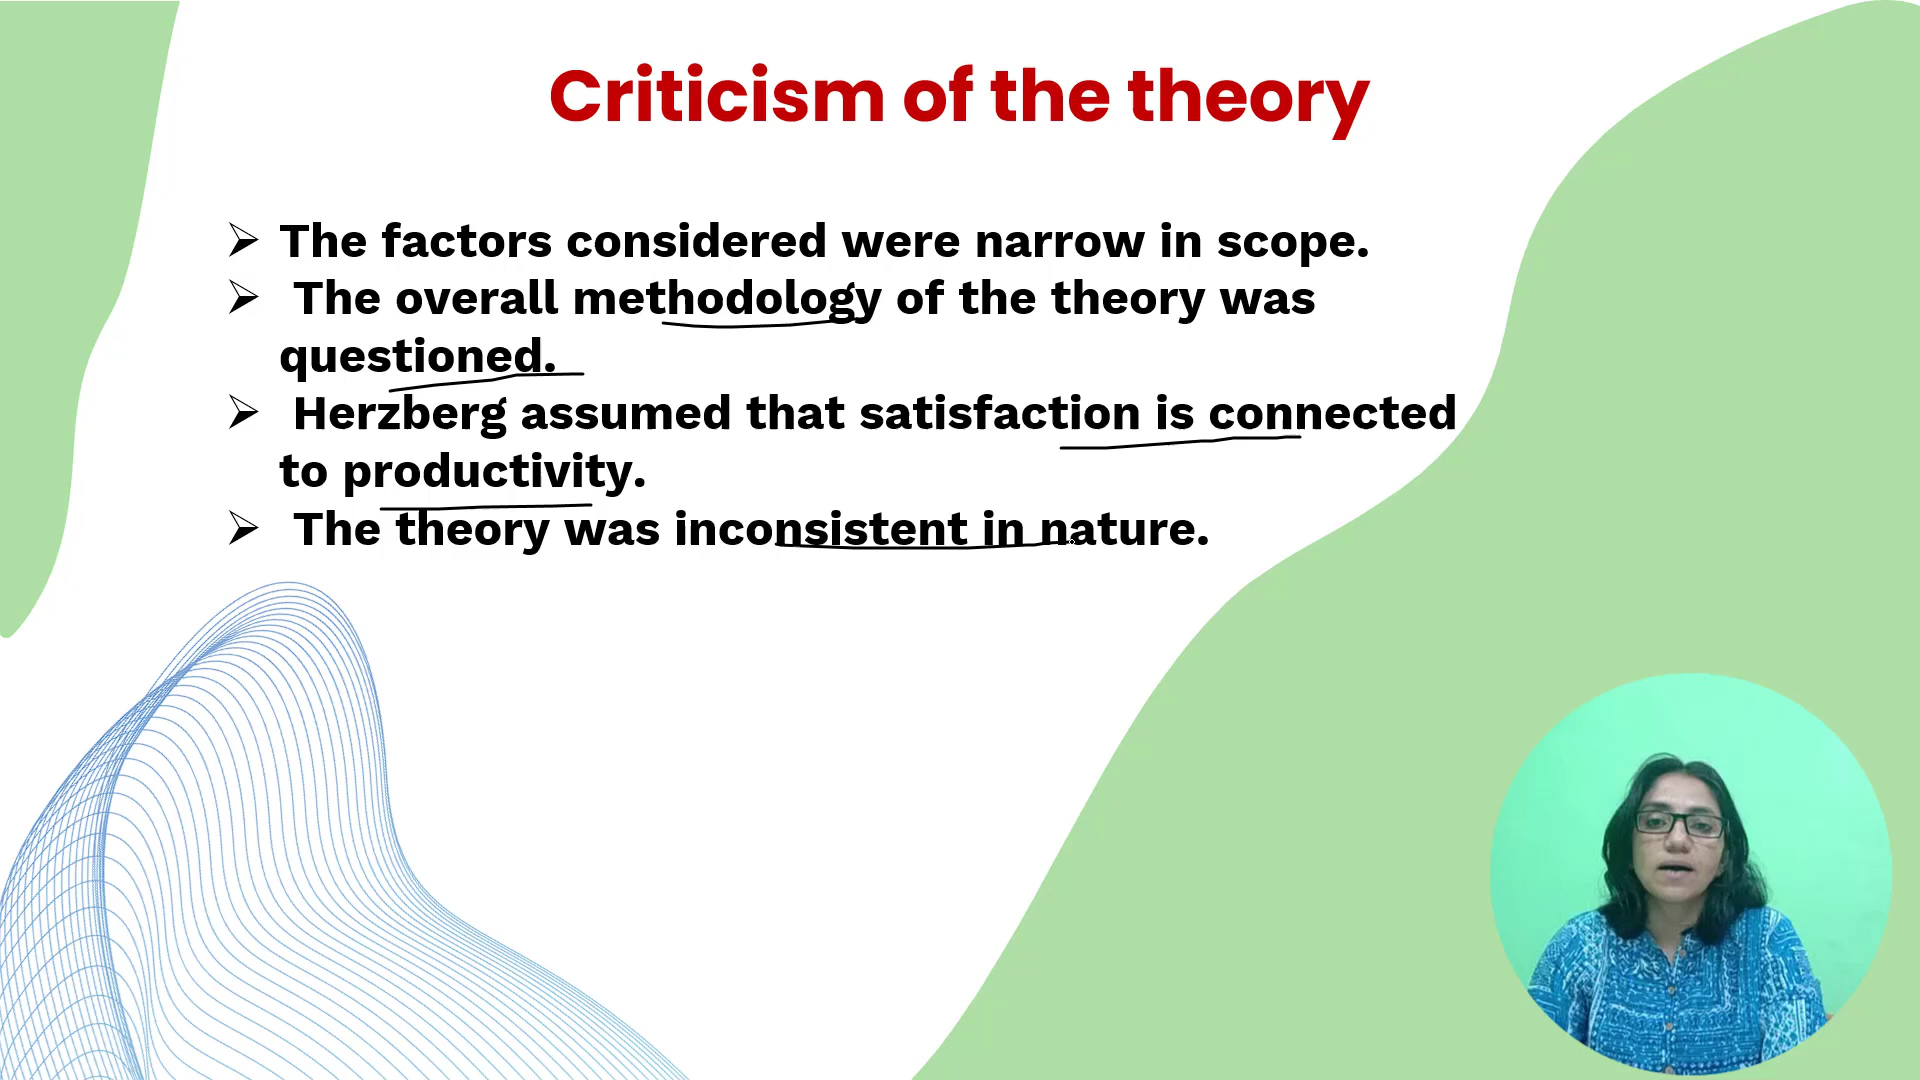 Criticism of the theory
➢ The factors considered were narrow in scope.
➢ The overall methodology of the theory was
questioned.
➢ Herzberg assumed that satisfaction is connected
to productivity.
➢ The theory was inconsistent in nature.